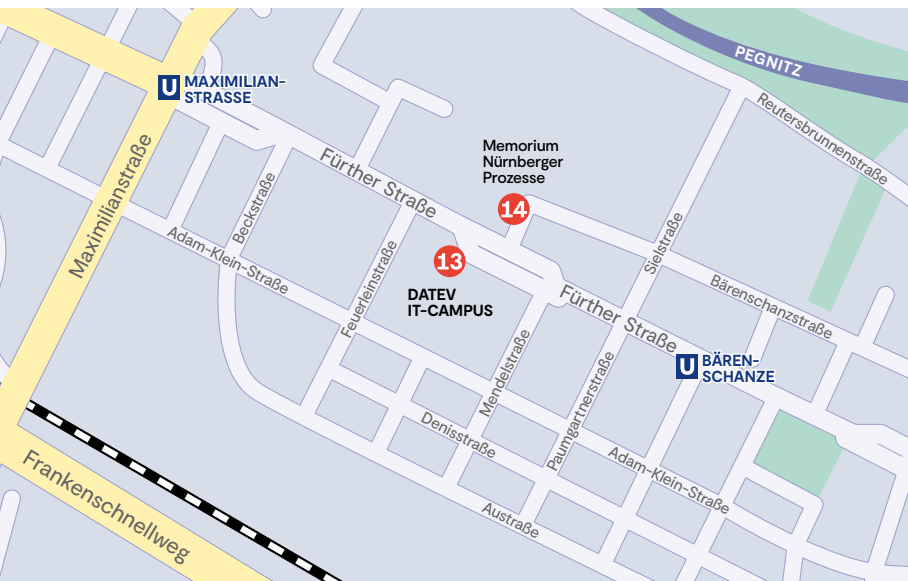 PEGNITZ
U MAXIMILIAN-
STRASSE
Reutersbrunnenstraße
Memorium
Nürnberger
Prozesse
14
Fürther Straße
Maximilianstraße
Beckstraße
Sielstraße
Adam-Klein-Straße
13
DATEV
IT-CAMPUS
Feuerleinstraße
Bärenschanzstraße
Fürther Straße
U BÄREN-
SCHANZE
Mendelstraße
Paumgartnerstraße
Denisstraße
Adam-Klein-Straße
Frankenschnellweg
Austraße